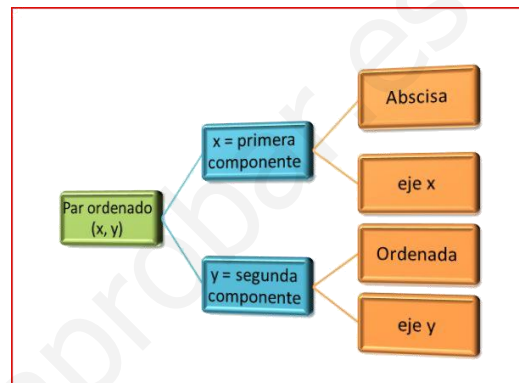 Par ordenado
(x, y)
x = primera
componente
Abscisa
eje x
y = segunda
componente
Ordenada
eje y